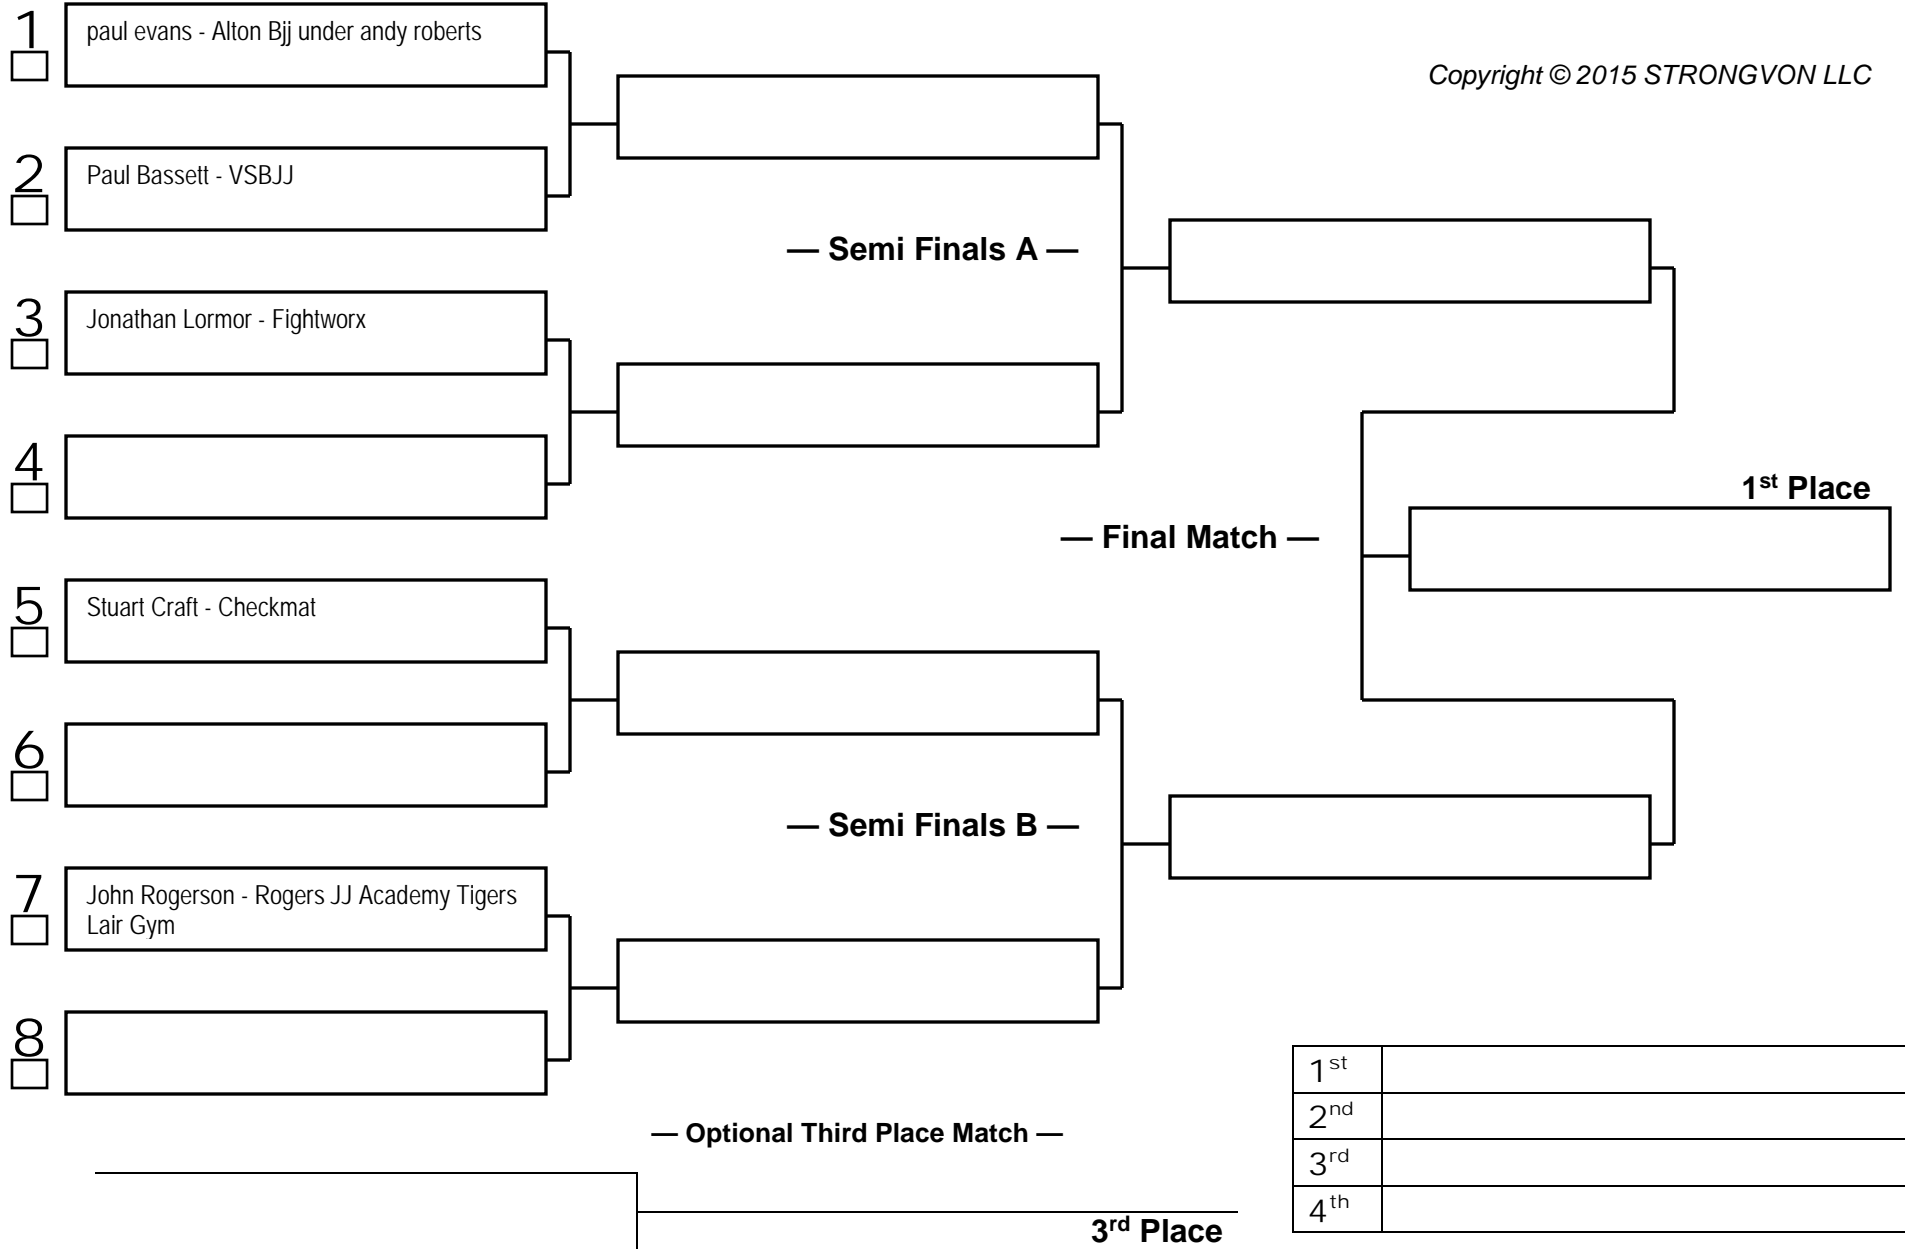 1
paul evans - Alton Bjj under andy roberts
Copyright © 2015 STRONGVON LLC
2
Paul Bassett - VSBJJ
— Semi Finals A —
3
Jonathan Lormor - Fightworx
4
1st Place
— Final Match —
5
Stuart Craft - Checkmat
6
— Semi Finals B —
7
John Rogerson - Rogers JJ Academy Tigers
Lair Gym
8
1st
2nd
— Optional Third Place Match —
3rd
4th
3rd Place